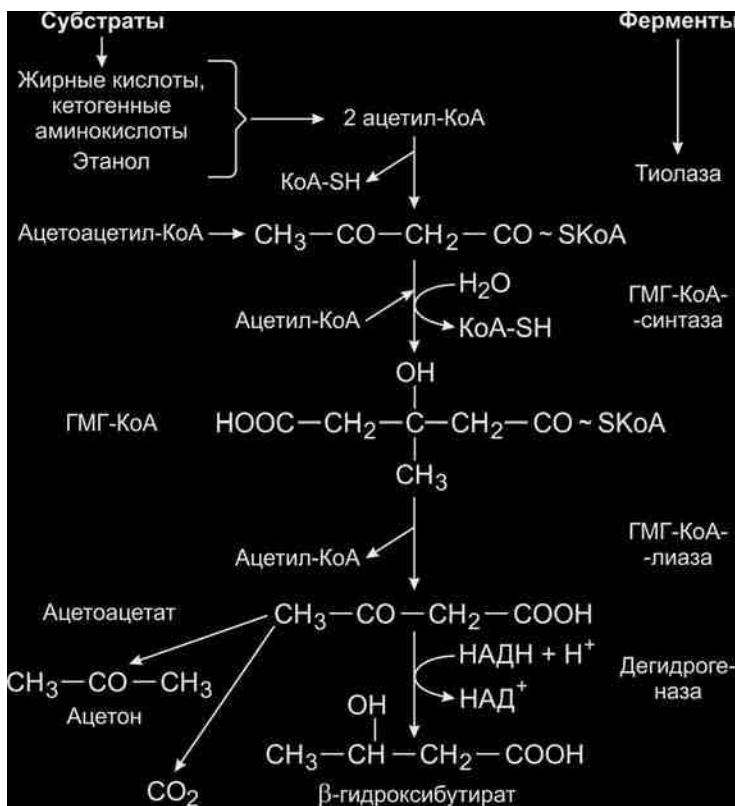 Субстраты
Ферменты
Жирные кислоты,
кетогенные
аминокислоты
Этанол
2 ацетил-КоА
КоА-SH
Тиолаза
Ацетоацетил-КоА
CH₃—CO—CH₂—CO~SKoA
H₂O
Ацетил-КоА
КоА-SH
ГМГ-КоА-
-синтаза
OH
ГМГ-КоА
HOOC—CH₂—C—CH₂—CO~SKoA
CH₃
Ацетил-КоА
ГМГ-КоА-
-лиаза
Ацетоацетат
CH₃—CO—CH₂—COOH
НАДН + H⁺
НАД⁺
Дегидроге-
наза
CH₃—CO—CH₃
Ацетон
OH
CH₃—CH—CH₂—COOH
CO₂
β-гидроксибутират